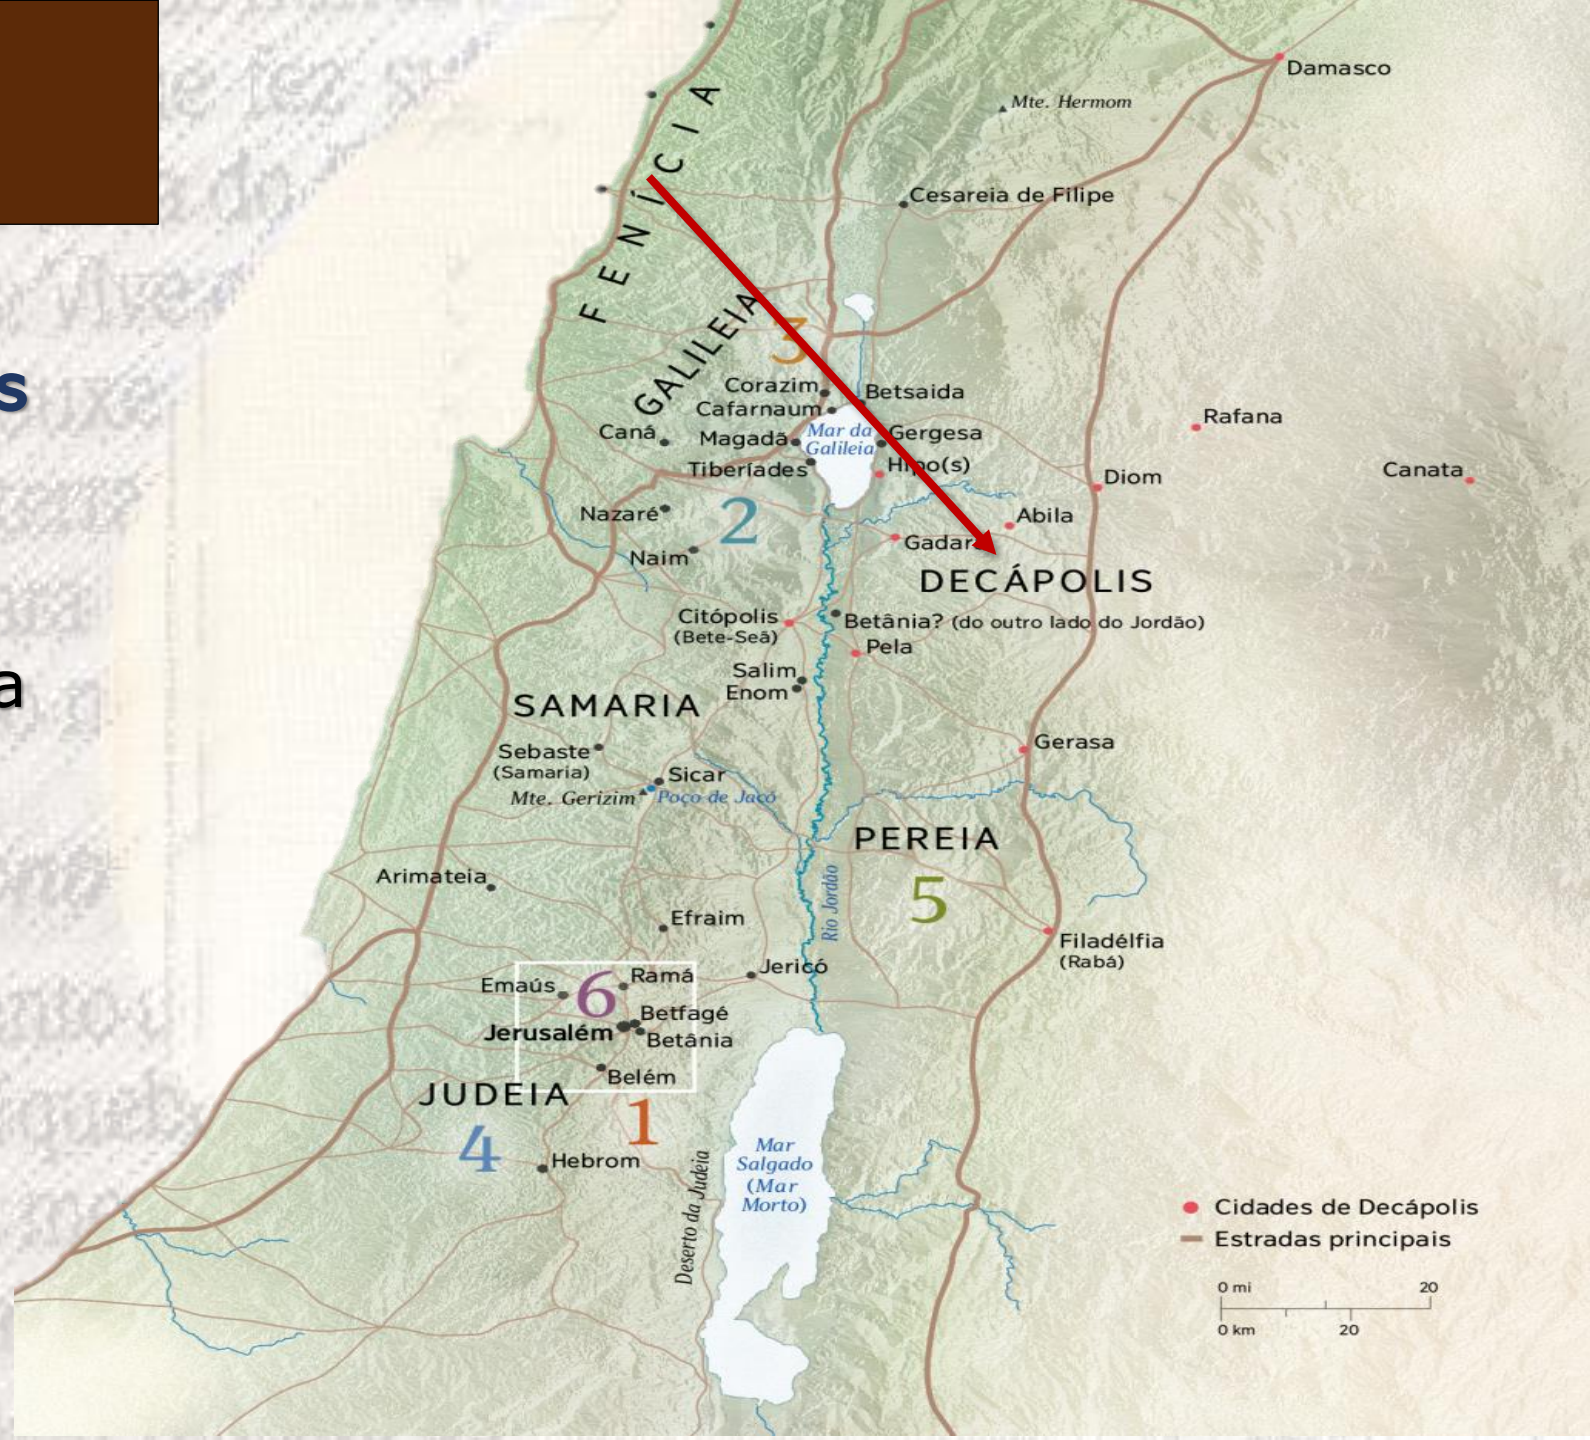 s
a
Damasco
Mte. Hermom
FENÍCIA
Cesareia de Filipe
GALILEIA
3
Corazim
Betsaida
Cafarnaum
Rafana
Caná
Magadã
Mar da
Galileia
Gergesa
Tiberíades
Hipo(s)
Diom
Canata
Nazaré
2
Abila
Naim
Gadara
DECÁPOLIS
Citópolis
(Bete-Seã)
Betânia? (do outro lado do Jordão)
Pela
Salim
Enom
SAMARIA
Sebaste
(Samaria)
Sicar
Mte. Gerizim
Poço de Jacó
Gerasa
PEREIA
5
Arimateia
Rio Jordão
Efraim
Filadélfia
(Rabá)
Jericó
Emaús
6
Ramá
Betfagé
Jerusalém
Betânia
Belém
JUDEIA
1
4
Hebrom
Deserto da Judeia
Mar
Salgado
(Mar
Morto)
Cidades de Decápolis
Estradas principais
0 mi 20
0 km 20